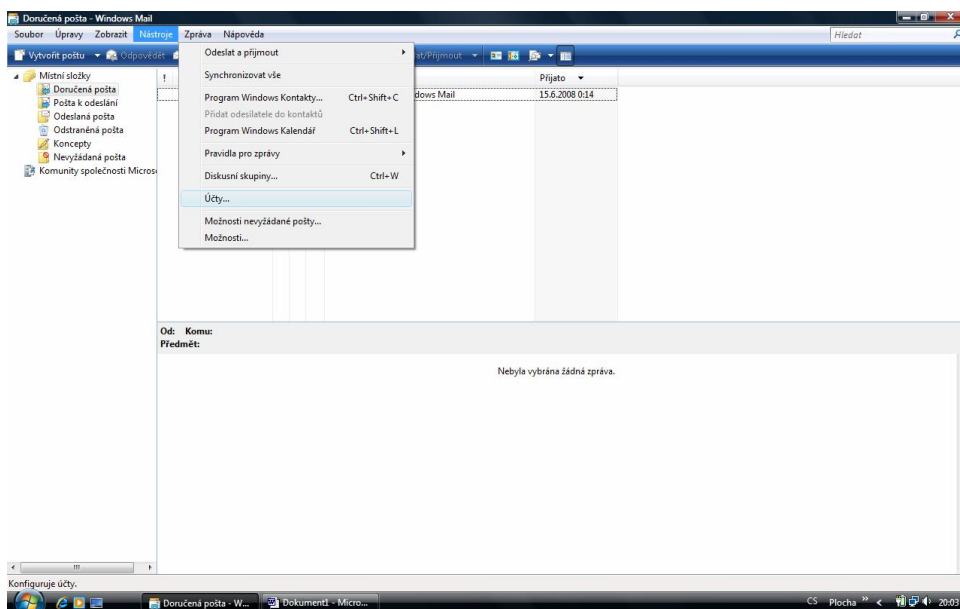 Doručená pošta - Windows Mail
Soubor Úpravy Zobrazit Nástroje Zpráva Nápověda
Hledat
Vytvořit poštu Odpovědět at/Přijmout
Odeslat a přijmout
Synchronizovat vše
Program Windows Kontakty... Ctrl+Shift+C
Přidat odesilatele do kontaktů
Program Windows Kalendář Ctrl+Shift+L
Pravidla pro zprávy
Diskusní skupiny... Ctrl+W
Účty...
Možnosti nevyžádané pošty...
Možnosti...
Místní složky
Doručená pošta
Pošta k odeslání
Odeslaná pošta
Odstraněná pošta
Koncepty
Nevyžádaná pošta
Komunity společnosti Micros
! Přijato
dows Mail 15.6.2008 0:14
Od: Komu:
Předmět:
Nebyla vybrána žádná zpráva.
Konfiguruje účty.
Doručená pošta - W... Dokument1 - Micro... CS Plocha 20:03